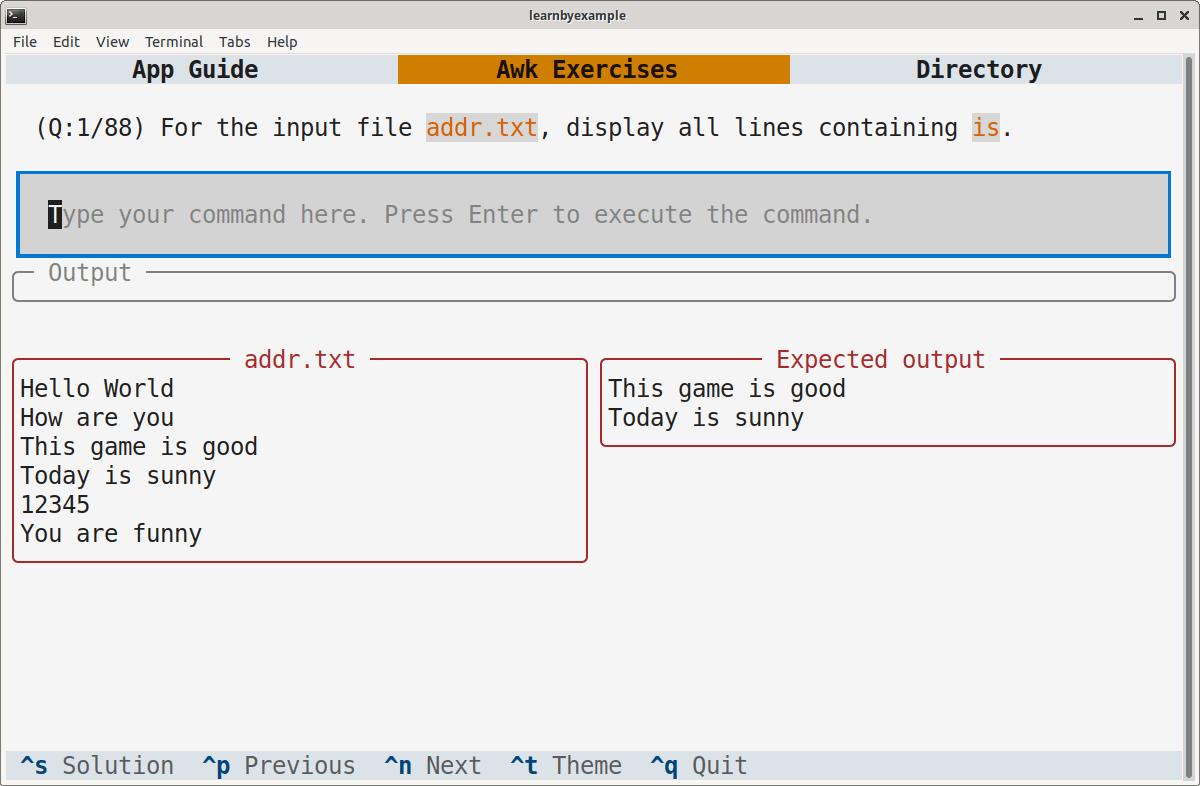 learnbyexample
File Edit View Terminal Tabs Help
App Guide Awk Exercises Directory
(Q:1/88) For the input file addr.txt, display all lines containing is.
Type your command here. Press Enter to execute the command.
Output
addr.txt
Hello World
How are you
This game is good
Today is sunny
12345
You are funny
Expected output
This game is good
Today is sunny
^s Solution ^p Previous ^n Next ^t Theme ^q Quit